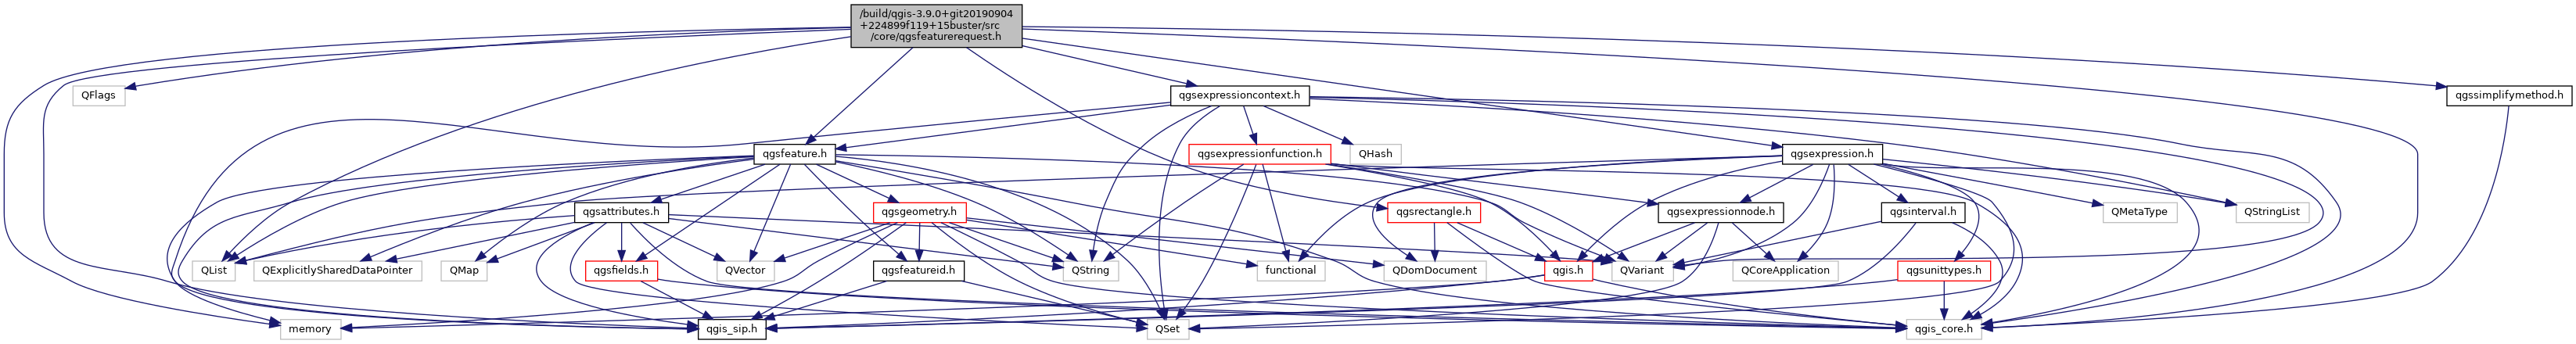 /build/qgis-3.9.0+git20190904
+224899f119+15buster/src
/core/qgsfeaturerequest.h
QFlags
qgsexpressioncontext.h
qgssimplifymethod.h
qgsfeature.h
qgsexpressionfunction.h
QHash
qgsexpression.h
qgsattributes.h
qgsgeometry.h
qgsrectangle.h
qgsexpressionnode.h
qgsinterval.h
QMetaType
QStringList
QList
QExplicitlySharedDataPointer
QMap
qgsfields.h
QVector
qgsfeatureid.h
QString
functional
QDomDocument
qgis.h
QVariant
QCoreApplication
qgsunittypes.h
memory
qgis_sip.h
QSet
qgis_core.h